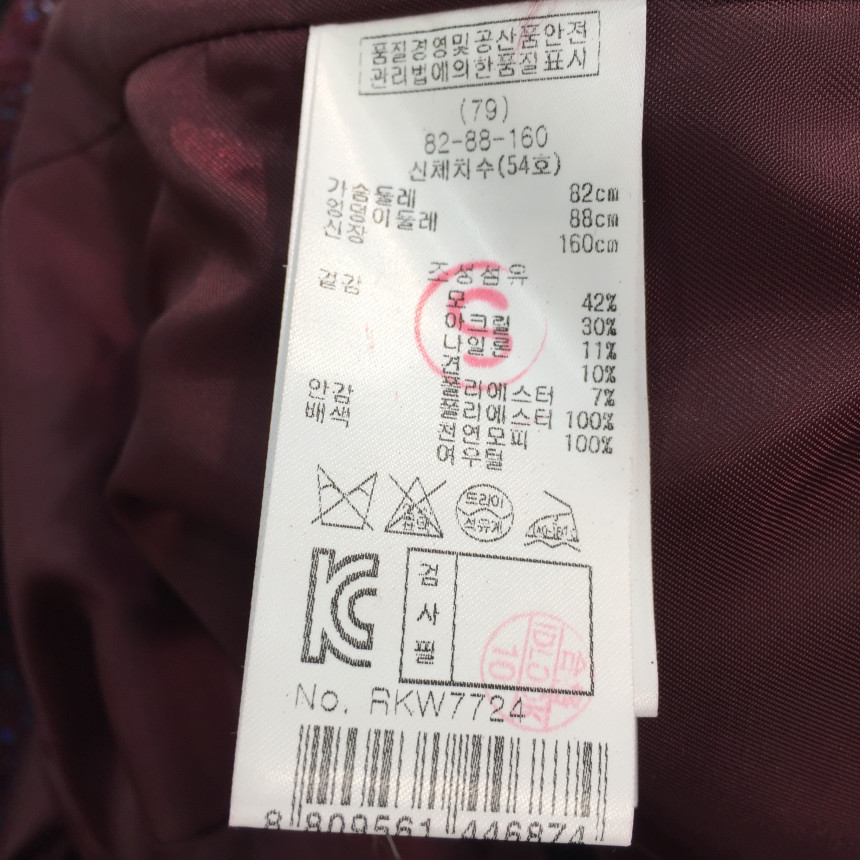 품질경영및공산품안전
관리법에의한품질표시
(79)
82-88-160
신체치수(54호)
가슴둘레 82cm
엉덩이둘레 88cm
신장 160cm
겉감 조성섬유
모 42%
아크릴 30%
나일론 11%
견 10%
폴리에스터 7%
안감 폴리에스터 100%
배색 천연모피 100%
여우털
S
드라이
석유계
KC
검
사
필
10
No. RKW7724
8 809561 446874